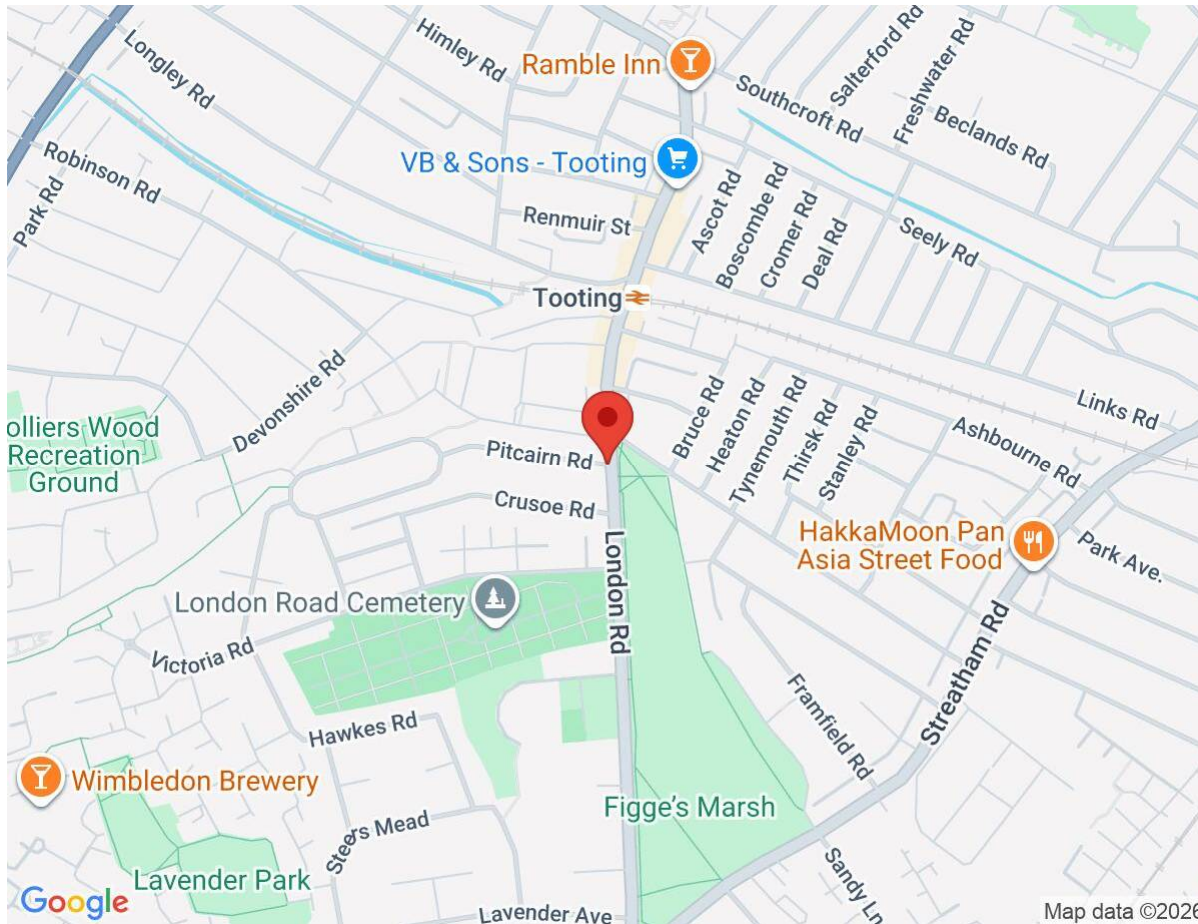 Longley Rd
Himley Rd
Ramble Inn
Salterford Rd
Freshwater Rd
Southcroft Rd
Beclands Rd
VB & Sons - Tooting
Robinson Rd
Park Rd
Renmuir St
Ascot Rd
Boscombe Rd
Cromer Rd
Deal Rd
Seely Rd
Tooting
Devonshire Rd
Bruce Rd
Heaton Rd
Tynemouth Rd
Thirsk Rd
Stanley Rd
Links Rd
Ashbourne Rd
olliers Wood
Recreation
Ground
Pitcairn Rd
Crusoe Rd
London Rd
HakkaMoon Pan
Asia Street Food
Park Ave.
London Road Cemetery
Victoria Rd
Streatham Rd
Framfield Rd
Hawkes Rd
Wimbledon Brewery
Figge's Marsh
Steers Mead
Sandy Ln
Lavender Park
Lavender Ave
Google
Map data ©2026